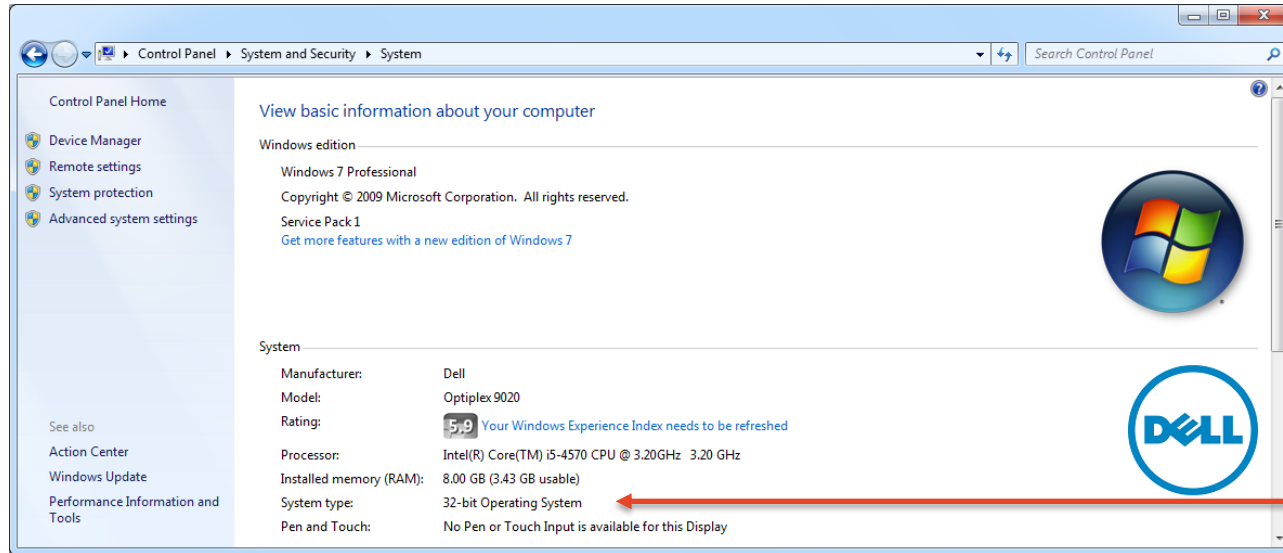 Control Panel ▸ System and Security ▸ System
Search Control Panel
Control Panel Home
Device Manager
Remote settings
System protection
Advanced system settings
See also
Action Center
Windows Update
Performance Information and
Tools
View basic information about your computer
Windows edition
Windows 7 Professional
Copyright © 2009 Microsoft Corporation. All rights reserved.
Service Pack 1
Get more features with a new edition of Windows 7
System
Manufacturer: Dell
Model: Optiplex 9020
Rating: 5,9 Your Windows Experience Index needs to be refreshed
Processor: Intel(R) Core(TM) i5-4570 CPU @ 3.20GHz 3.20 GHz
Installed memory (RAM): 8.00 GB (3.43 GB usable)
System type: 32-bit Operating System
Pen and Touch: No Pen or Touch Input is available for this Display
DELL